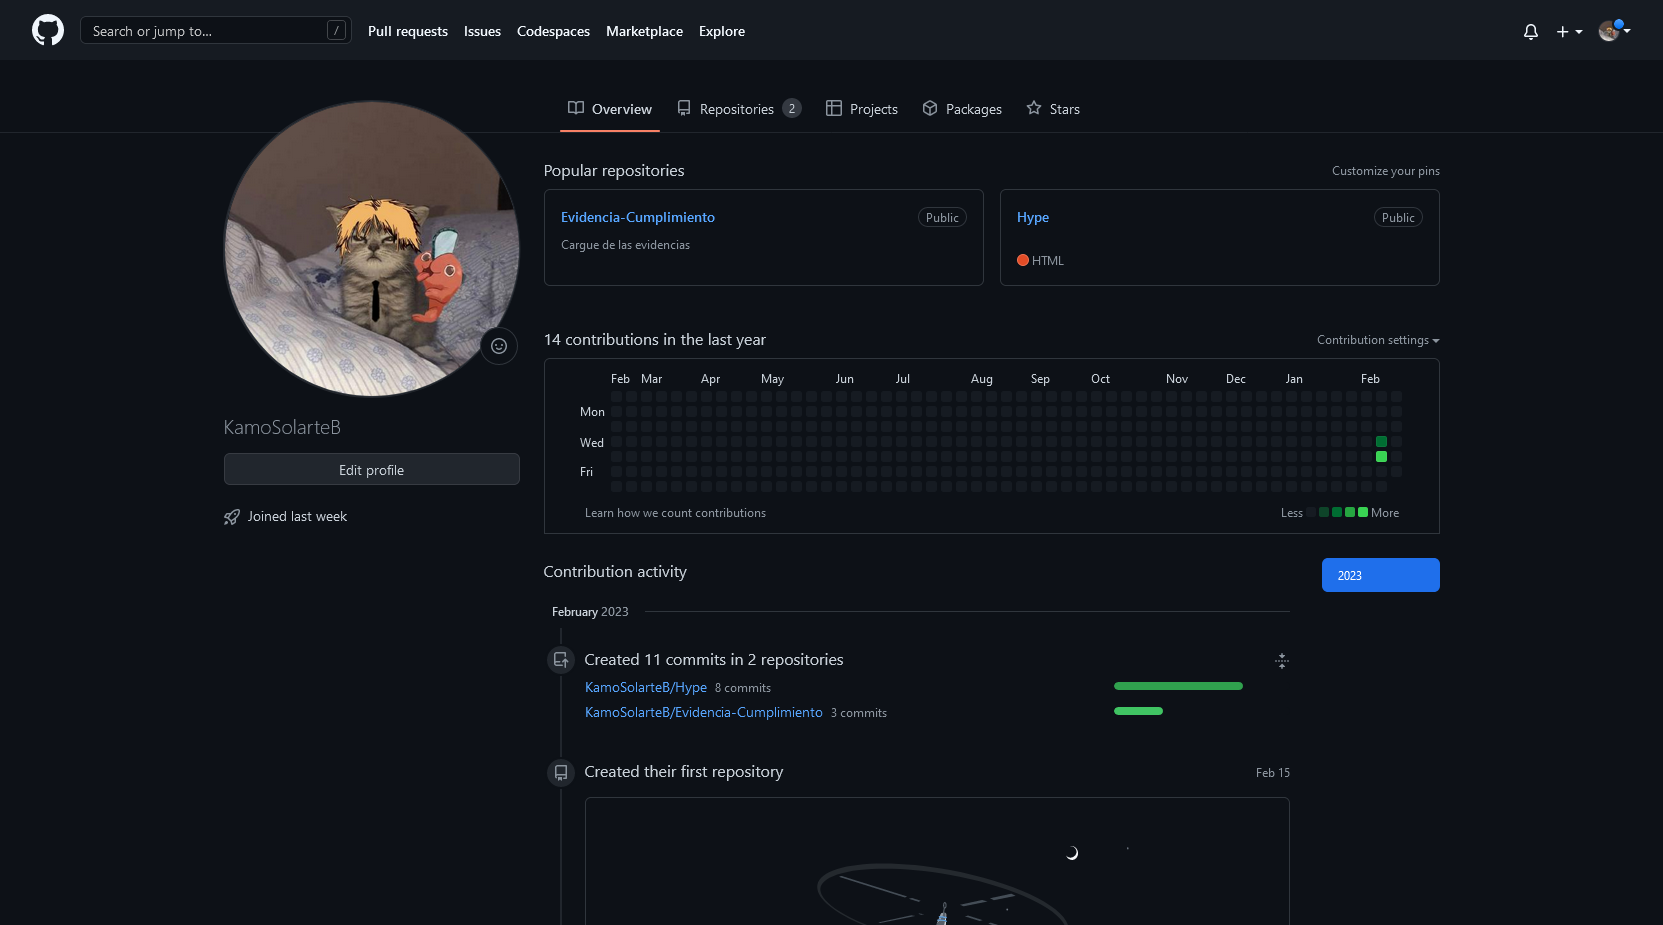 Search or jump to...
/
Pull requests
Issues
Codespaces
Marketplace
Explore
Overview
Repositories 2
Projects
Packages
Stars
KamoSolarteB
Edit profile
Joined last week
Popular repositories
Customize your pins
Evidencia-Cumplimiento
Public
Cargue de las evidencias
Hype
Public
HTML
14 contributions in the last year
Contribution settings
Feb Mar Apr May Jun Jul Aug Sep Oct Nov Dec Jan Feb
Mon
Wed
Fri
Learn how we count contributions
Less
More
Contribution activity
2023
February 2023
Created 11 commits in 2 repositories
KamoSolarteB/Hype 8 commits
KamoSolarteB/Evidencia-Cumplimiento 3 commits
Created their first repository
Feb 15